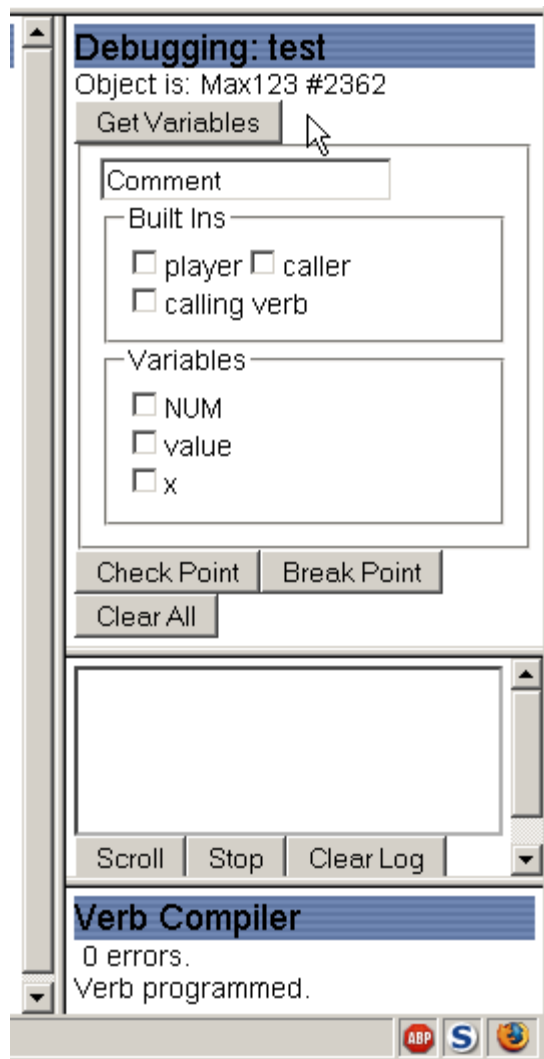 Debugging: test
Object is: Max123 #2362
Get Variables
Comment
Built Ins
player caller
calling verb
Variables
NUM
value
x
Check Point Break Point
Clear All
Scroll Stop Clear Log
Verb Compiler
0 errors.
Verb programmed.
ABP S